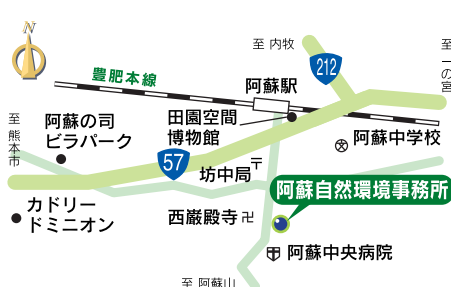 N
至 内牧
212
至 一の宮
豊肥本線
阿蘇駅
至 熊本市
阿蘇の司
ビラパーク
田園空間
博物館
阿蘇中学校
57
坊中局
阿蘇自然環境事務所
カドリー
ドミニオン
西巌殿寺
阿蘇中央病院
至 阿蘇山